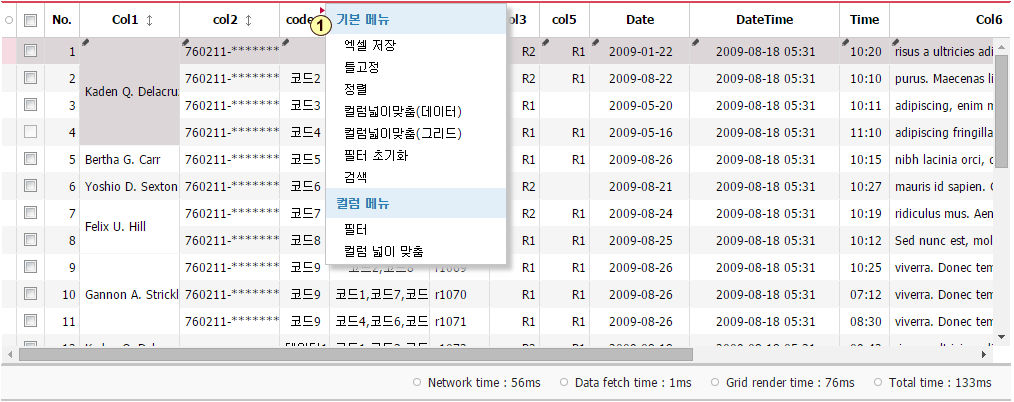 No. Col1 col2 code l3 col5 Date DateTime Time Col6
1 기본 메뉴
엑셀 저장
틀고정
정렬
컬럼넓이맞춤(데이터)
컬럼넓이맞춤(그리드)
필터 초기화
검색
컬럼 메뉴
필터
컬럼 넓이 맞춤
1 760211-******* R2 R1 2009-01-22 2009-08-18 05:31 10:20 risus a ultricies adi
2 Kaden Q. Delacru 760211-******* 코드2 R2 R1 2009-08-22 2009-08-18 05:31 10:10 purus. Maecenas li
3 760211-******* 코드3 R1 2009-05-20 2009-08-18 05:31 10:11 adipiscing, enim m
4 760211-******* 코드4 R1 R1 2009-05-16 2009-08-18 05:31 11:10 adipiscing fringilla
5 Bertha G. Carr 760211-******* 코드5 R1 R1 2009-08-26 2009-08-18 05:31 10:15 nibh lacinia orci, c
6 Yoshio D. Sexton 760211-******* 코드6 R2 2009-08-21 2009-08-18 05:31 10:27 mauris id sapien. C
7 Felix U. Hill 760211-******* 코드7 R2 R1 2009-08-24 2009-08-18 05:31 10:19 ridiculus mus. Aen
8 760211-******* 코드8 R1 R1 2009-08-25 2009-08-18 05:31 10:12 Sed nunc est, mol
9 760211-******* 코드9 R1 R1 2009-08-26 2009-08-18 05:31 10:25 viverra. Donec tem
10 Gannon A. Strickl 760211-******* 코드9 코드1,코드7,코드 r1070 R1 R1 2009-08-26 2009-08-18 05:31 07:12 viverra. Donec tem
11 760211-******* 코드9 코드4,코드6,코드 r1071 R1 R1 2009-08-26 2009-08-18 05:31 08:30 viverra. Donec tem
Network time : 56ms Data fetch time : 1ms Grid render time : 76ms Total time : 133ms